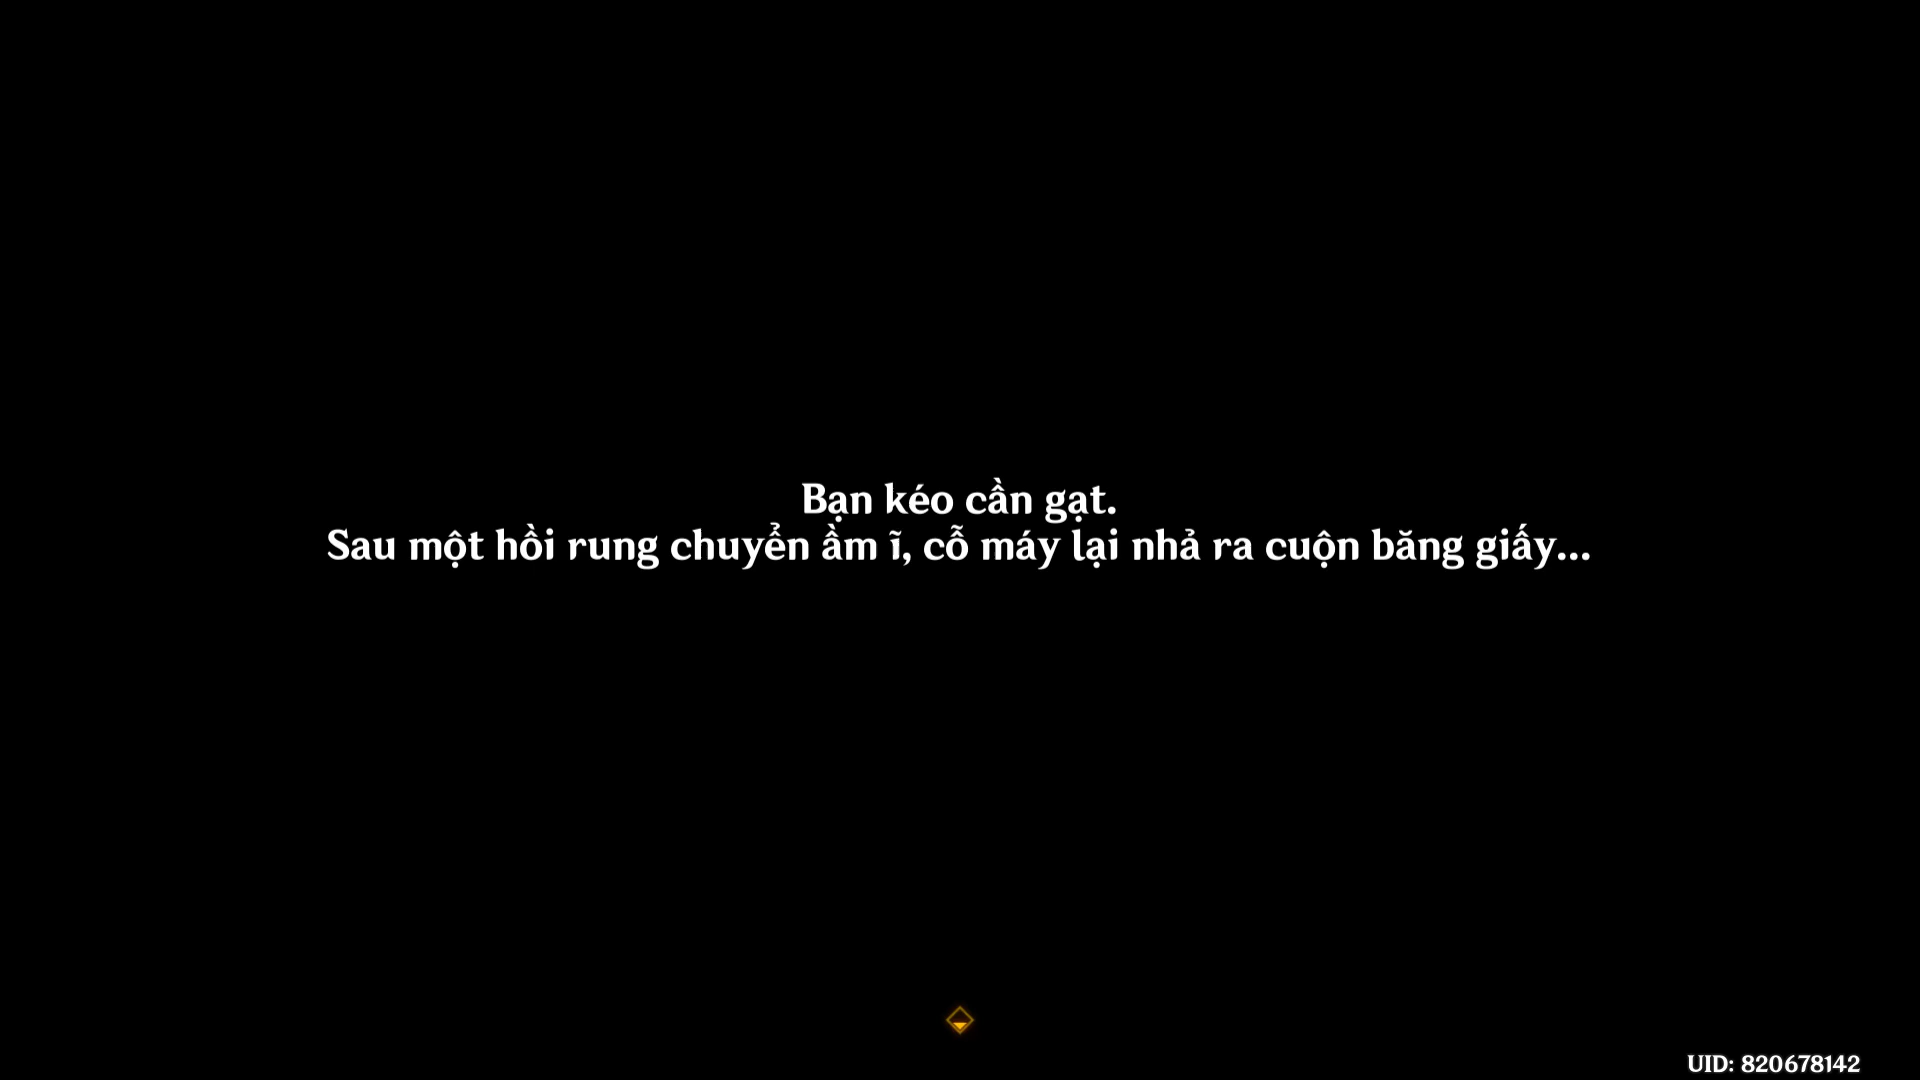 Bạn kéo cần gạt.
Sau một hồi rung chuyển ầm ĩ, cỗ máy lại nhả ra cuộn băng giấy...
UID: 820678142